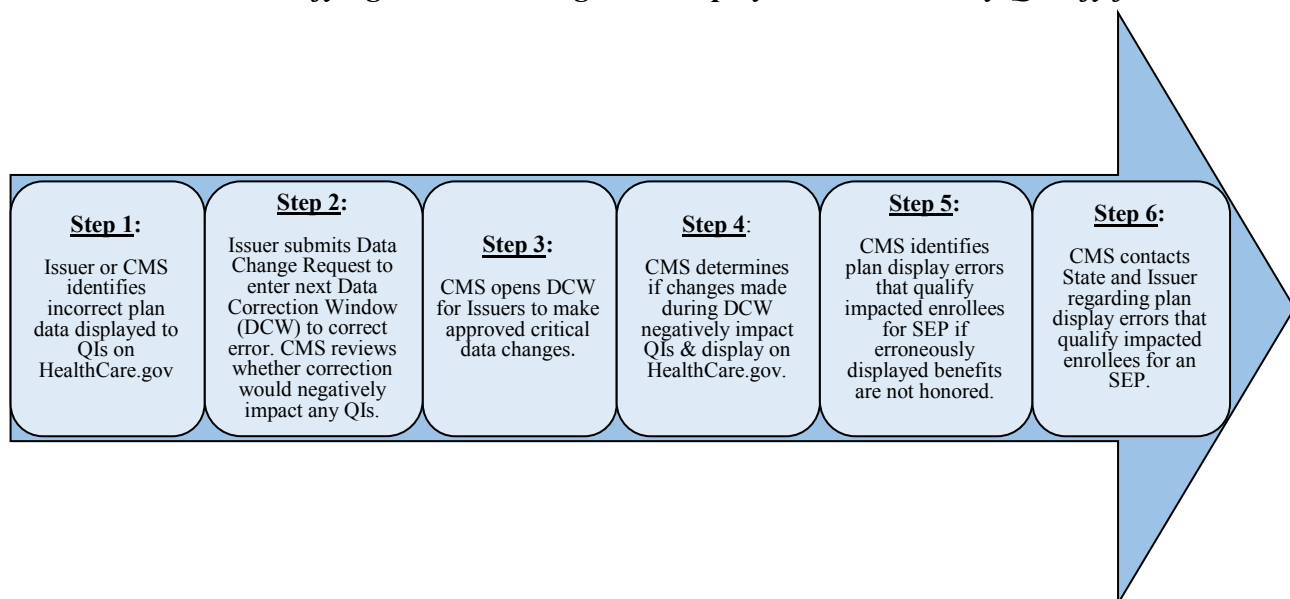 Step 1:
Issuer or CMS
identifies
incorrect plan
data displayed to
QIs on
HealthCare.gov
Step 2:
Issuer submits Data
Change Request to
enter next Data
Correction Window
(DCW) to correct
error. CMS reviews
whether correction
would negatively
impact any QIs.
Step 3:
CMS opens DCW
for Issuers to make
approved critical
data changes.
Step 4:
CMS determines
if changes made
during DCW
negatively impact
QIs & display on
HealthCare.gov.
Step 5:
CMS identifies
plan display errors
that qualify
impacted enrollees
for SEP if
erroneously
displayed benefits
are not honored.
Step 6:
CMS contacts
State and Issuer
regarding plan
display errors that
qualify impacted
enrollees for an
SEP.